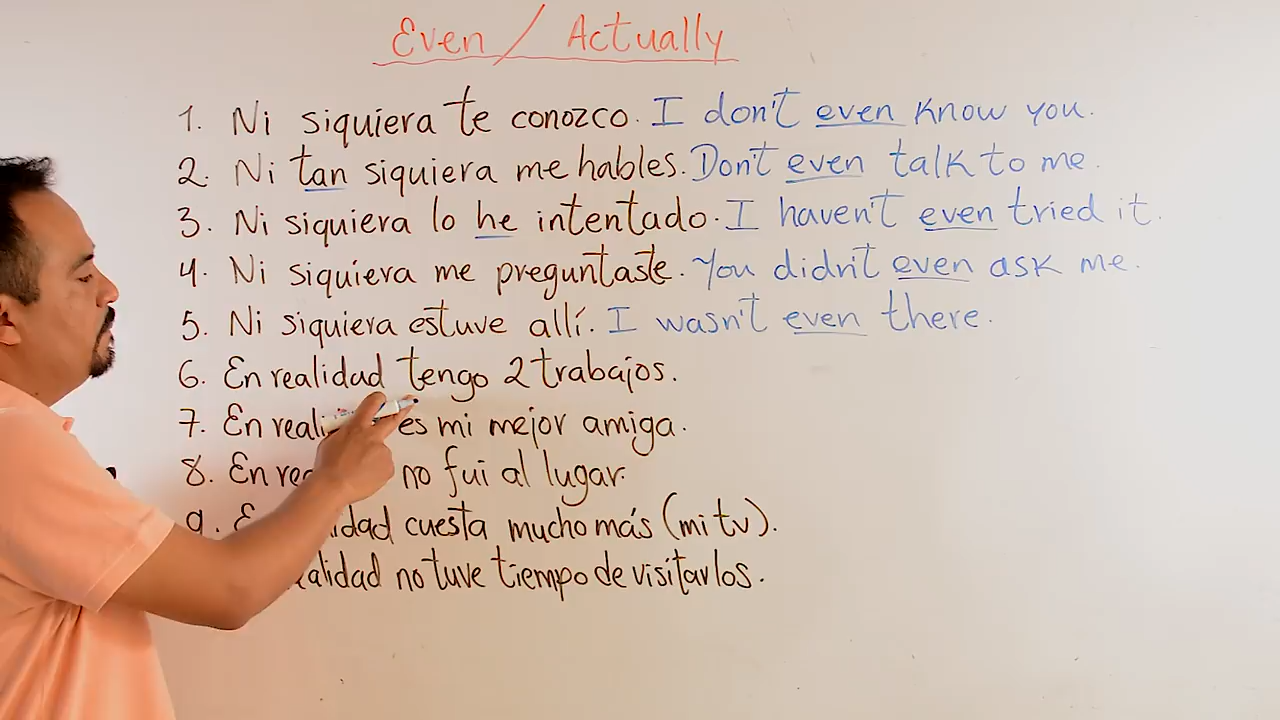 Even / Actually
1. Ni siquiera te conozco. I don't even know you.
2. Ni tan siquiera me hables. Don't even talk to me.
3. Ni siquiera lo he intentado. I haven't even tried it.
4. Ni siquiera me preguntaste. You didn't even ask me.
5. Ni siquiera estuve allí. I wasn't even there.
6. En realidad tengo 2 trabajos.
7. En es mi mejor amiga.
8. En no fui al lugar.
9. cuesta mucho más (mi tv).
no tuve tiempo de visitarlos.